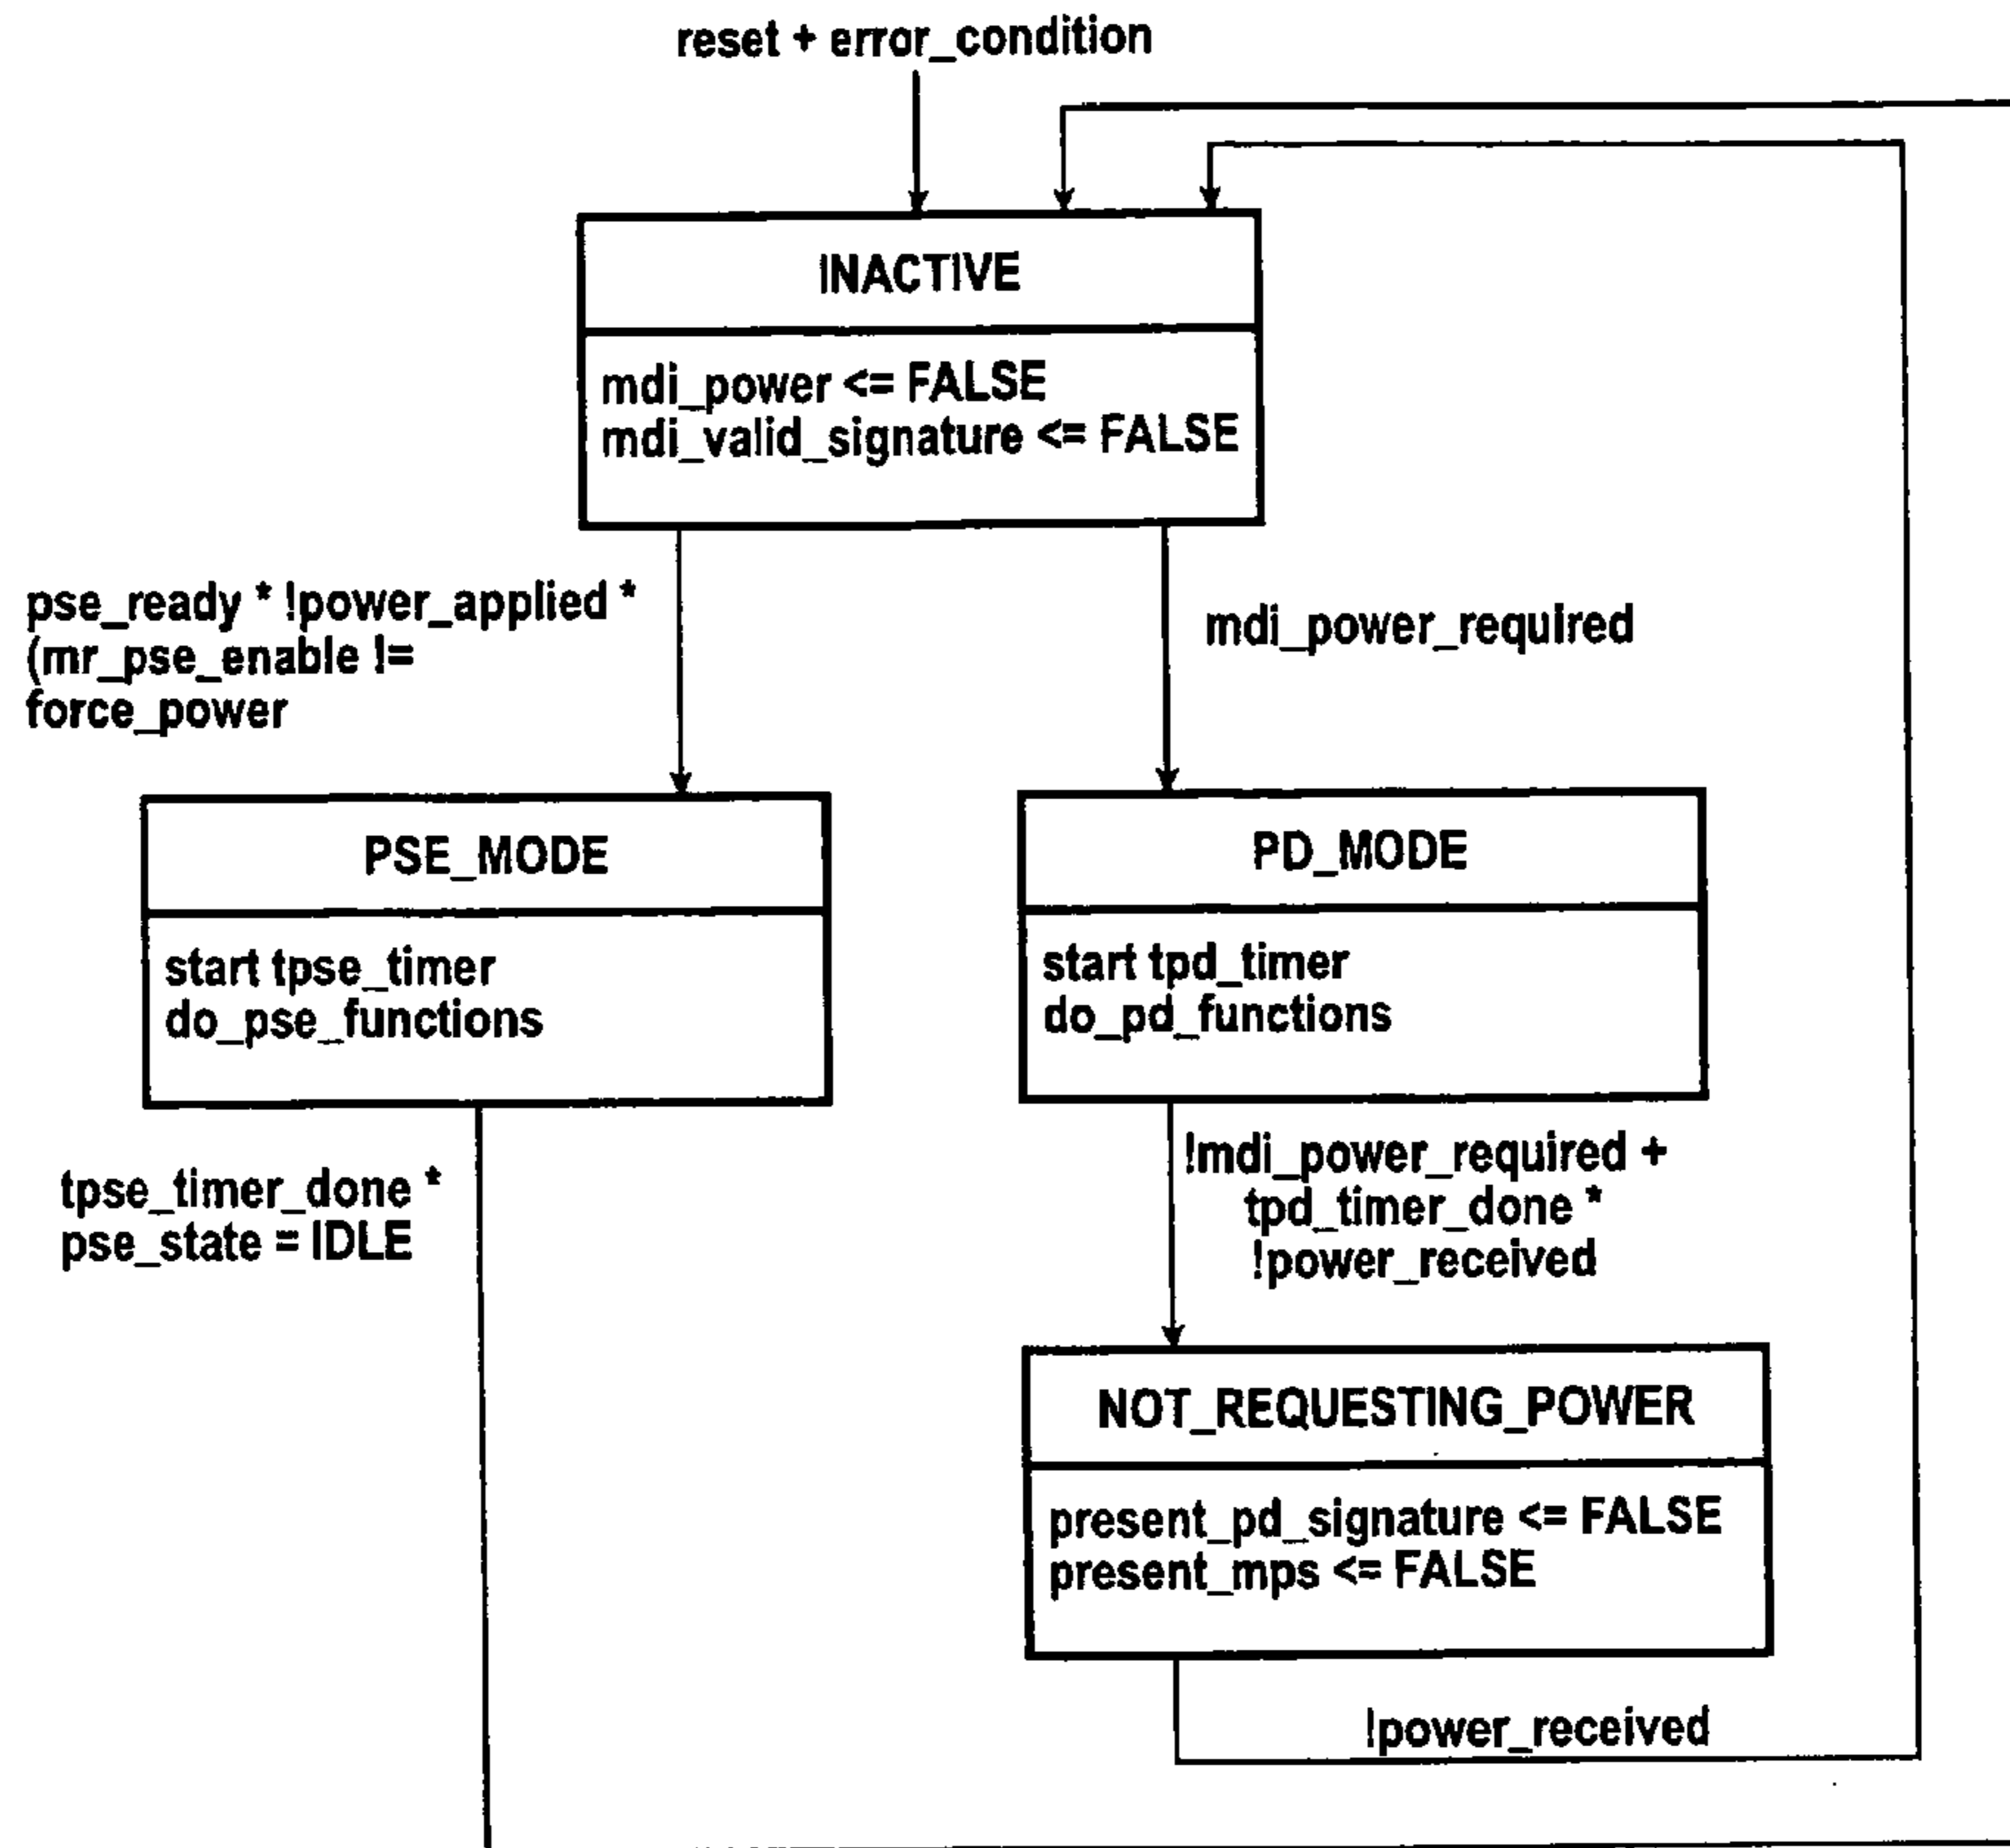 reset + error_condition
INACTIVE
mdi_power <= FALSE
mdi_valid_signature <= FALSE
pse_ready * !power_applied *
(mr_pse_enable !=
force_power
mdi_power_required
PSE_MODE
start tpse_timer
do_pse_functions
PD_MODE
start tpd_timer
do_pd_functions
tpse_timer_done *
pse_state = IDLE
!mdi_power_required +
tpd_timer_done *
!power_received
NOT_REQUESTING_POWER
present_pd_signature <= FALSE
present_mps <= FALSE
!power_received